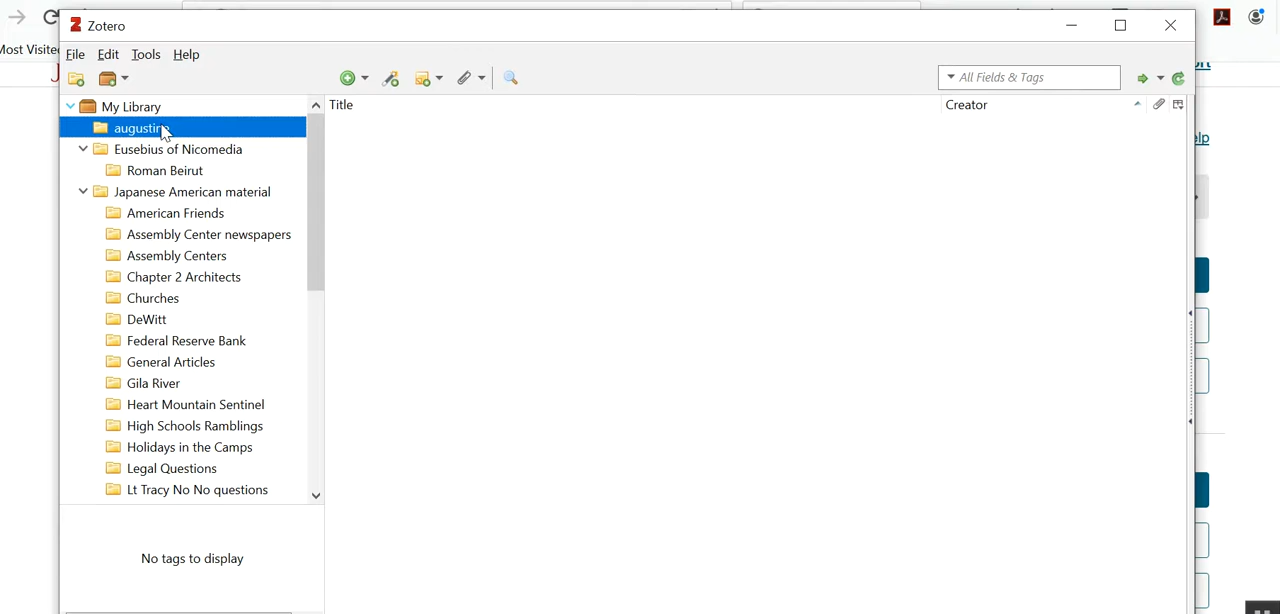 Most Visite
Zotero
File Edit Tools Help
All Fields & Tags
Title
Creator
My Library
augustine
Eusebius of Nicomedia
Roman Beirut
Japanese American material
American Friends
Assembly Center newspapers
Assembly Centers
Chapter 2 Architects
Churches
DeWitt
Federal Reserve Bank
General Articles
Gila River
Heart Mountain Sentinel
High Schools Ramblings
Holidays in the Camps
Legal Questions
Lt Tracy No No questions
No tags to display
elp